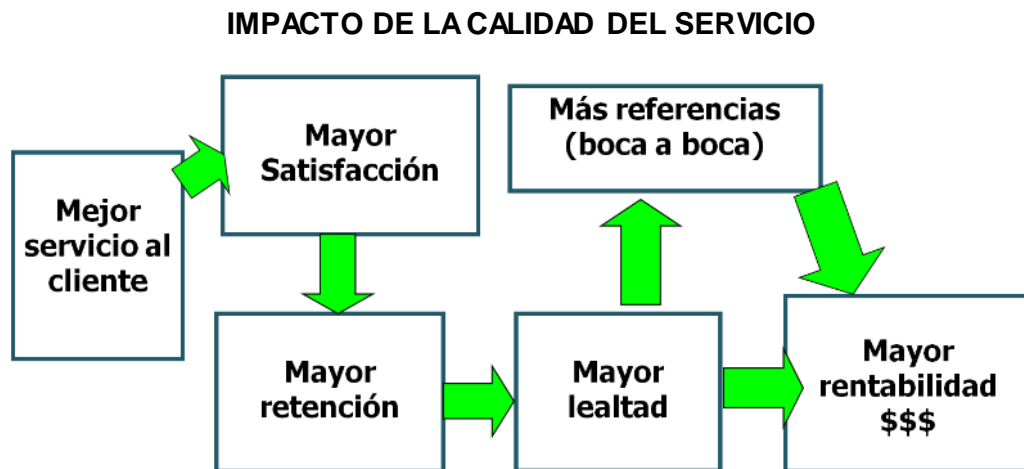 IMPACTO DE LA CALIDAD DEL SERVICIO
Mejor
servicio al
cliente
Mayor
Satisfacción
Mayor
retención
Mayor
lealtad
Más referencias
(boca a boca)
Mayor
rentabilidad
$$$